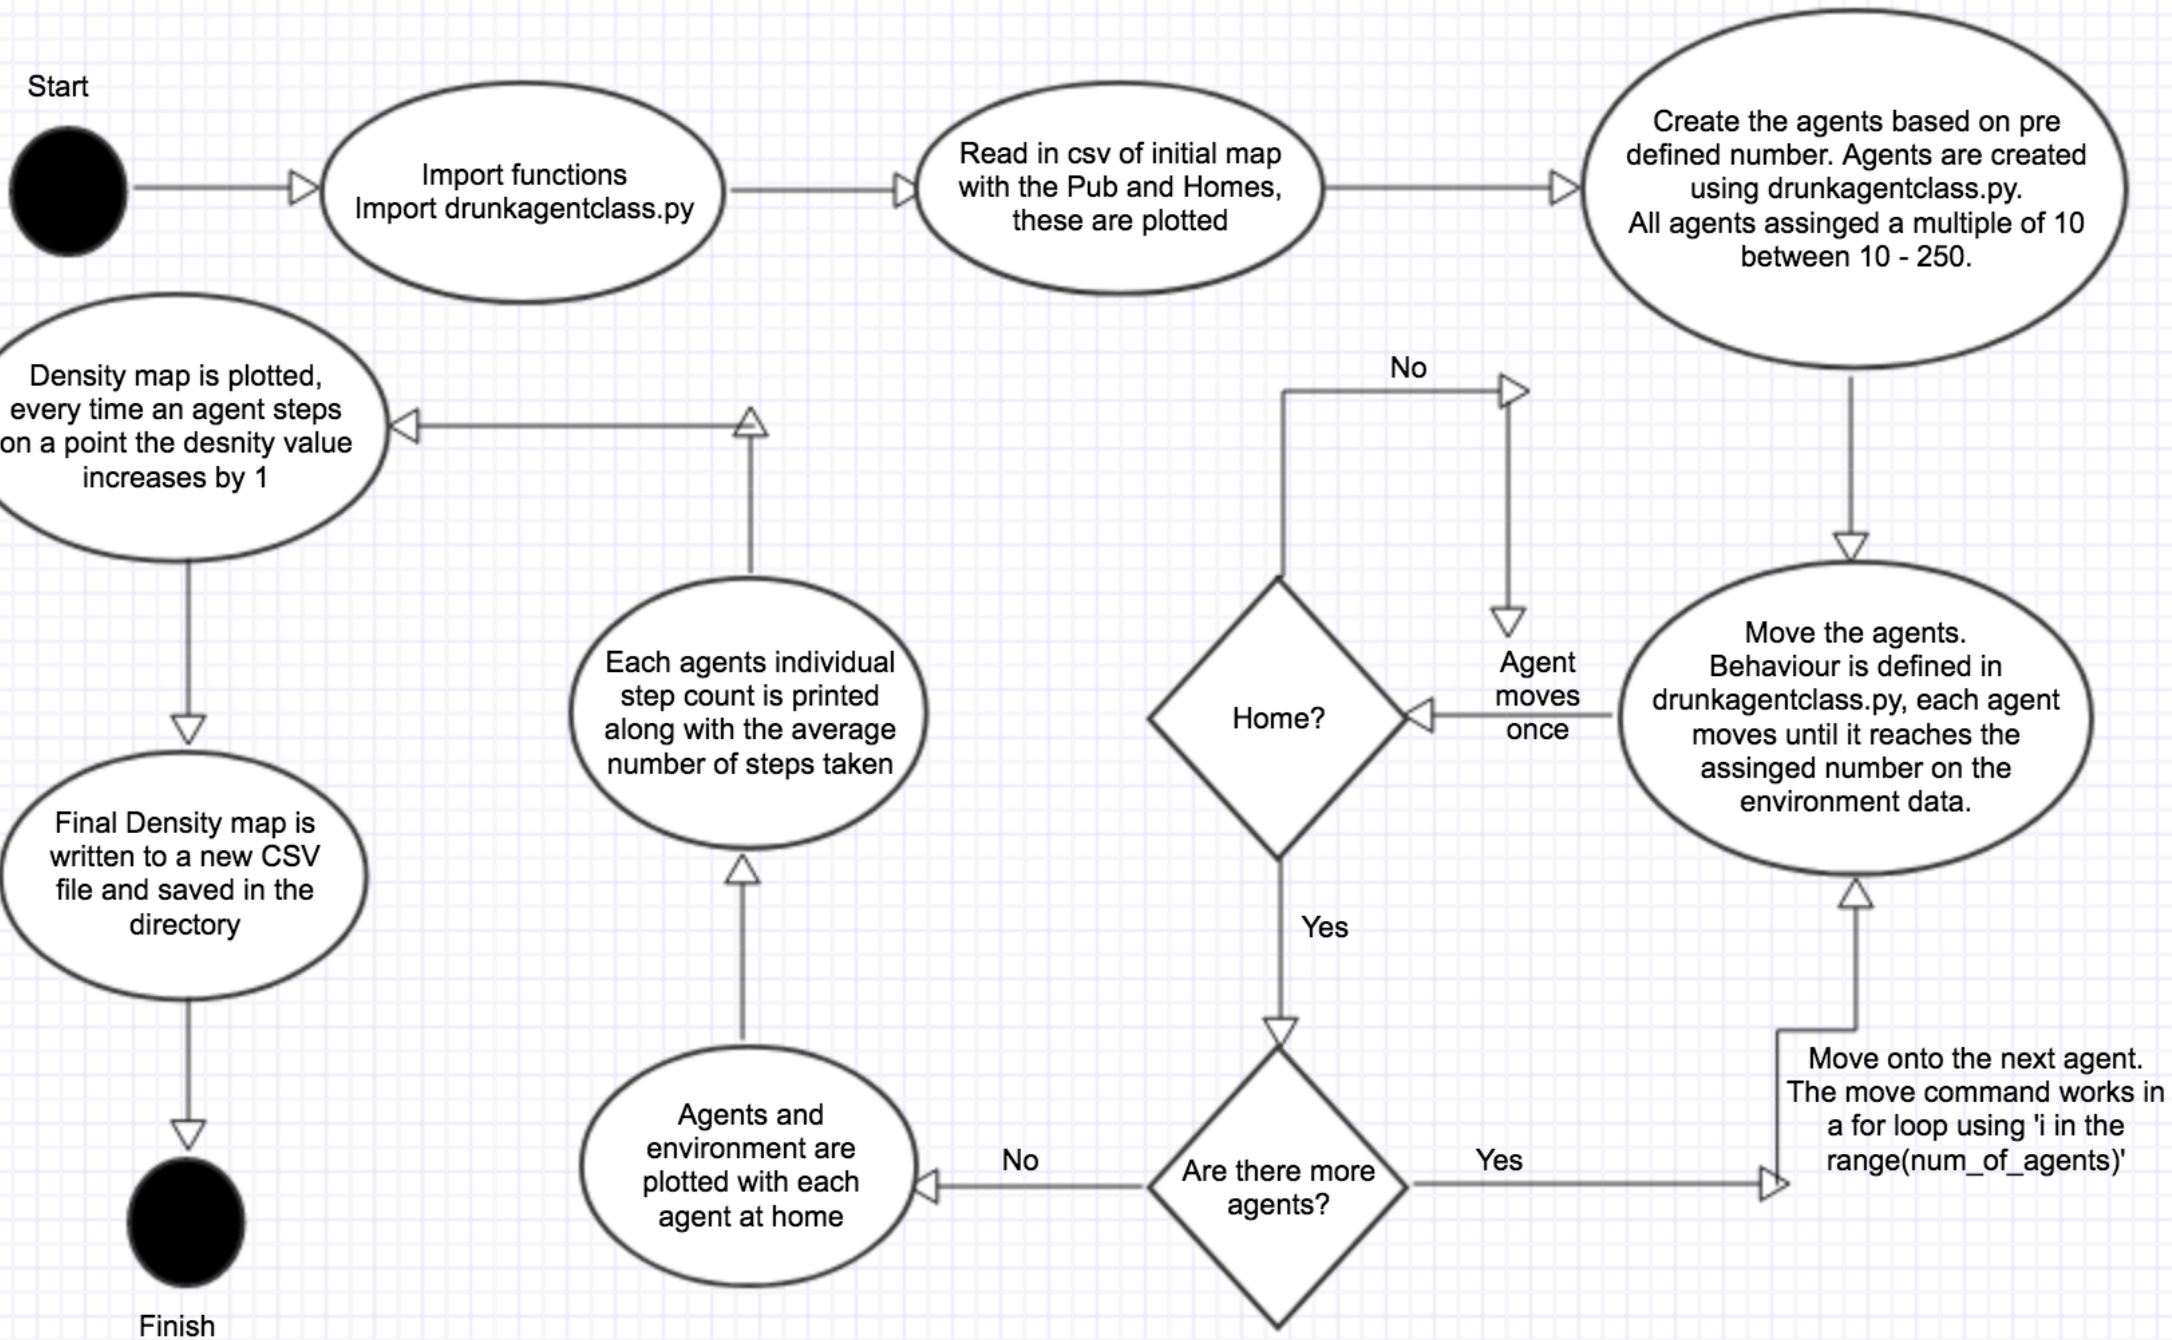 Start
Import functions
Import drunkagentclass.py
Read in csv of initial map
with the Pub and Homes,
these are plotted
Create the agents based on pre
defined number. Agents are created
using drunkagentclass.py.
All agents assinged a multiple of 10
between 10 - 250.
Move the agents.
Behaviour is defined in
drunkagentclass.py, each agent
moves until it reaches the
assinged number on the
environment data.
Agent
moves
once
No
Home?
Yes
Are there more
agents?
Yes
Move onto the next agent.
The move command works in
a for loop using 'i in the
range(num_of_agents)'
No
Agents and
environment are
plotted with each
agent at home
Each agents individual
step count is printed
along with the average
number of steps taken
Density map is plotted,
every time an agent steps
on a point the desnity value
increases by 1
Final Density map is
written to a new CSV
file and saved in the
directory
Finish